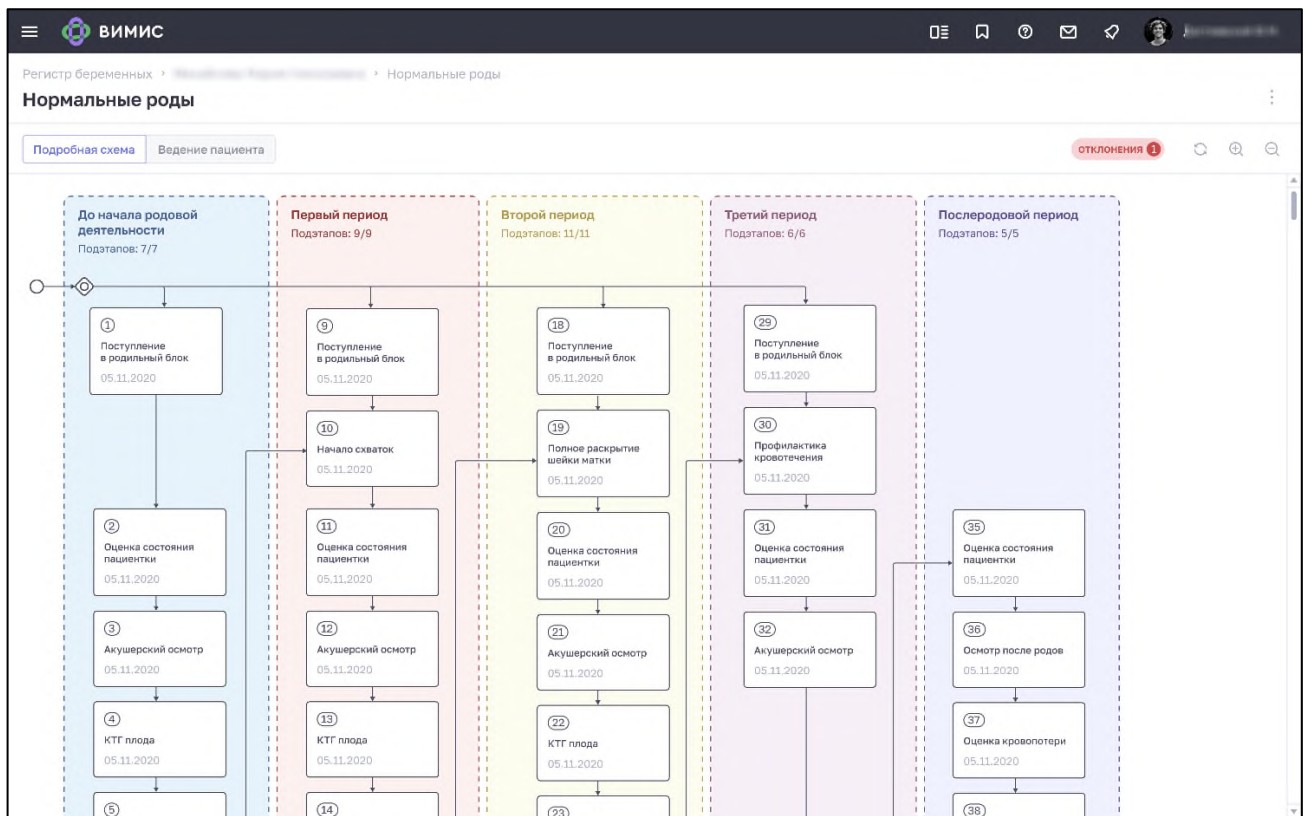 ВИМИС
Регистр беременных › › Нормальные роды
Нормальные роды
Подробная схема Ведение пациента
ОТКЛОНЕНИЯ 1
До начала родовой
деятельности
Подэтапов: 7/7
1
Поступление
в родильный блок
05.11.2020
2
Оценка состояния
пациентки
05.11.2020
3
Акушерский осмотр
05.11.2020
4
КТГ плода
05.11.2020
5
Первый период
Подэтапов: 9/9
9
Поступление
в родильный блок
05.11.2020
10
Начало схваток
05.11.2020
11
Оценка состояния
пациентки
05.11.2020
12
Акушерский осмотр
05.11.2020
13
КТГ плода
05.11.2020
14
Второй период
Подэтапов: 11/11
18
Поступление
в родильный блок
05.11.2020
19
Полное раскрытие
шейки матки
05.11.2020
20
Оценка состояния
пациентки
05.11.2020
21
Акушерский осмотр
05.11.2020
22
КТГ плода
05.11.2020
23
Третий период
Подэтапов: 6/6
29
Поступление
в родильный блок
05.11.2020
30
Профилактика
кровотечения
05.11.2020
31
Оценка состояния
пациентки
05.11.2020
32
Акушерский осмотр
05.11.2020
Послеродовой период
Подэтапов: 5/5
35
Оценка состояния
пациентки
05.11.2020
36
Осмотр после родов
05.11.2020
37
Оценка кровопотери
05.11.2020
38